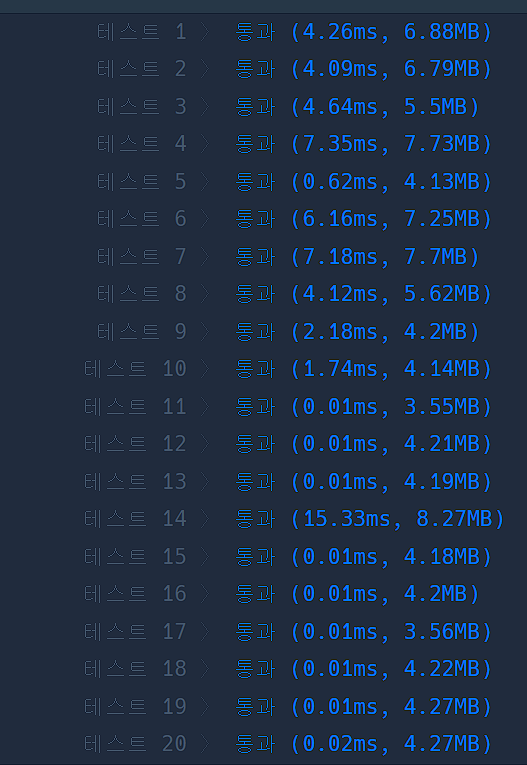 테스트 1 〉 통과 (4.26ms, 6.88MB)
테스트 2 〉 통과 (4.09ms, 6.79MB)
테스트 3 〉 통과 (4.64ms, 5.5MB)
테스트 4 〉 통과 (7.35ms, 7.73MB)
테스트 5 〉 통과 (0.62ms, 4.13MB)
테스트 6 〉 통과 (6.16ms, 7.25MB)
테스트 7 〉 통과 (7.18ms, 7.7MB)
테스트 8 〉 통과 (4.12ms, 5.62MB)
테스트 9 〉 통과 (2.18ms, 4.2MB)
테스트 10 〉 통과 (1.74ms, 4.14MB)
테스트 11 〉 통과 (0.01ms, 3.55MB)
테스트 12 〉 통과 (0.01ms, 4.21MB)
테스트 13 〉 통과 (0.01ms, 4.19MB)
테스트 14 〉 통과 (15.33ms, 8.27MB)
테스트 15 〉 통과 (0.01ms, 4.18MB)
테스트 16 〉 통과 (0.01ms, 4.2MB)
테스트 17 〉 통과 (0.01ms, 3.56MB)
테스트 18 〉 통과 (0.01ms, 4.22MB)
테스트 19 〉 통과 (0.01ms, 4.27MB)
테스트 20 〉 통과 (0.02ms, 4.27MB)